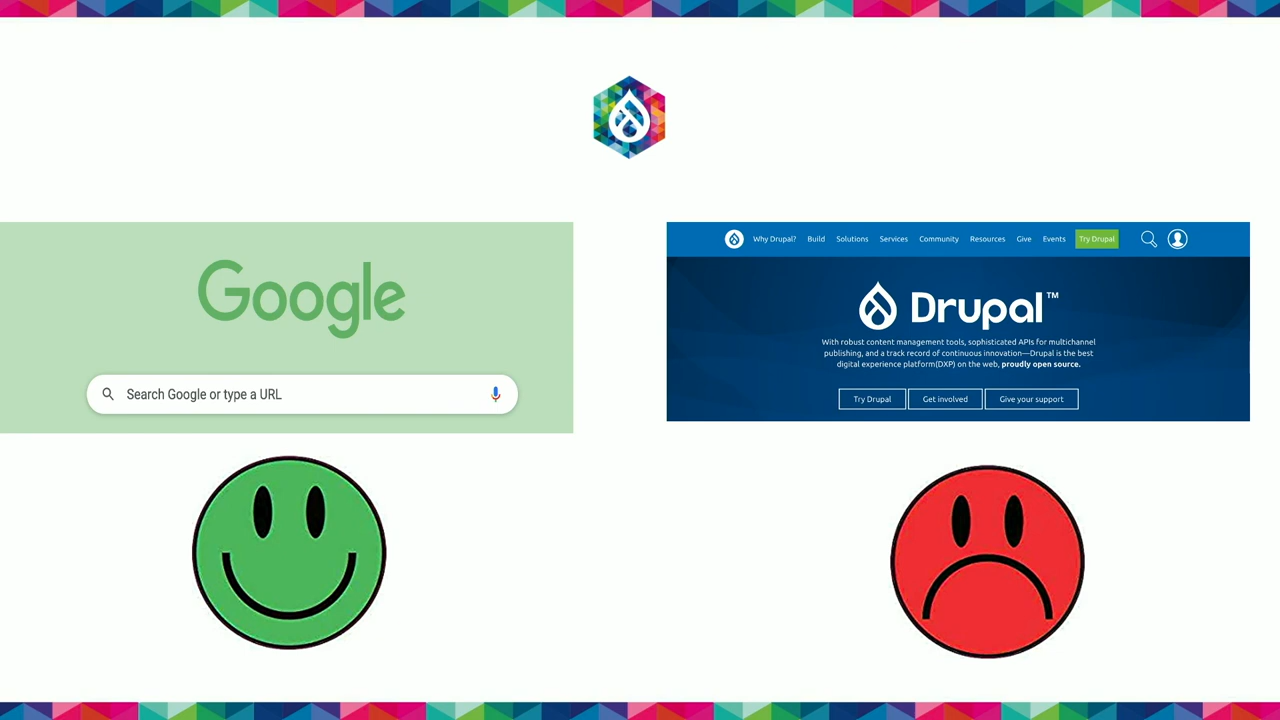 Google
Search Google or type a URL
Why Drupal? Build Solutions Services Community Resources Give Events Try Drupal
Drupal™
With robust content management tools, sophisticated APIs for multichannel
publishing, and a track record of continuous innovation—Drupal is the best
digital experience platform(DXP) on the web, proudly open source.
Try Drupal Get involved Give your support